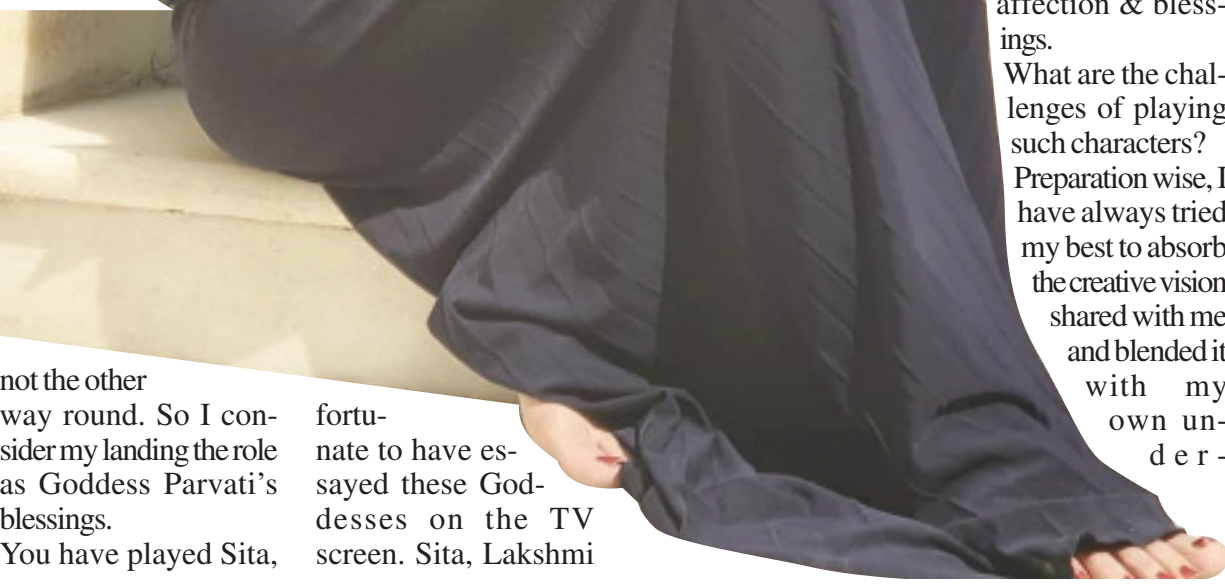 not the other
way round. So I con-
sider my landing the role
as Goddess Parvati's
blessings.
You have played Sita,
fortu-
nate to have es-
sayed these God-
desses on the TV
screen. Sita, Lakshmi
affection & bless-
ings.
What are the chal-
lenges of playing
such characters?
Preparation wise, I
have always tried
my best to absorb
the creative vision
shared with me
and blended it
with my
own un-
der-